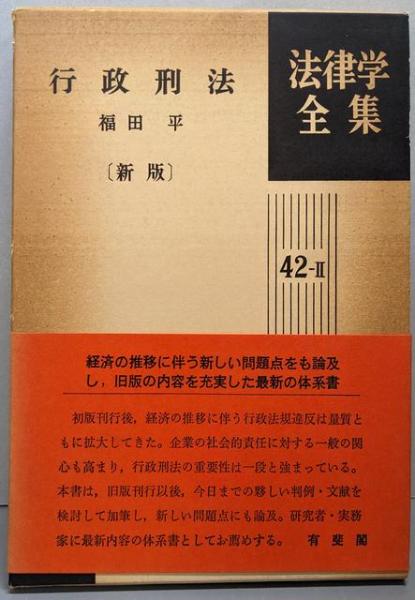 行政刑法
福田 平
〔新版〕
法律学
全集
42-II
経済の推移に伴う新しい問題点をも論及
し，旧版の内容を充実した最新の体系書
初版刊行後，経済の推移に伴う行政法規違反は量質と
もに拡大してきた。企業の社会的責任に対する一般の関
心も高まり，行政刑法の重要性は一段と強まっている。
本書は，旧版刊行以後，今日までの夥しい判例・文献を
検討して加筆し，新しい問題点にも論及。研究者・実務
家に最新内容の体系書としてお薦めする。 有斐閣